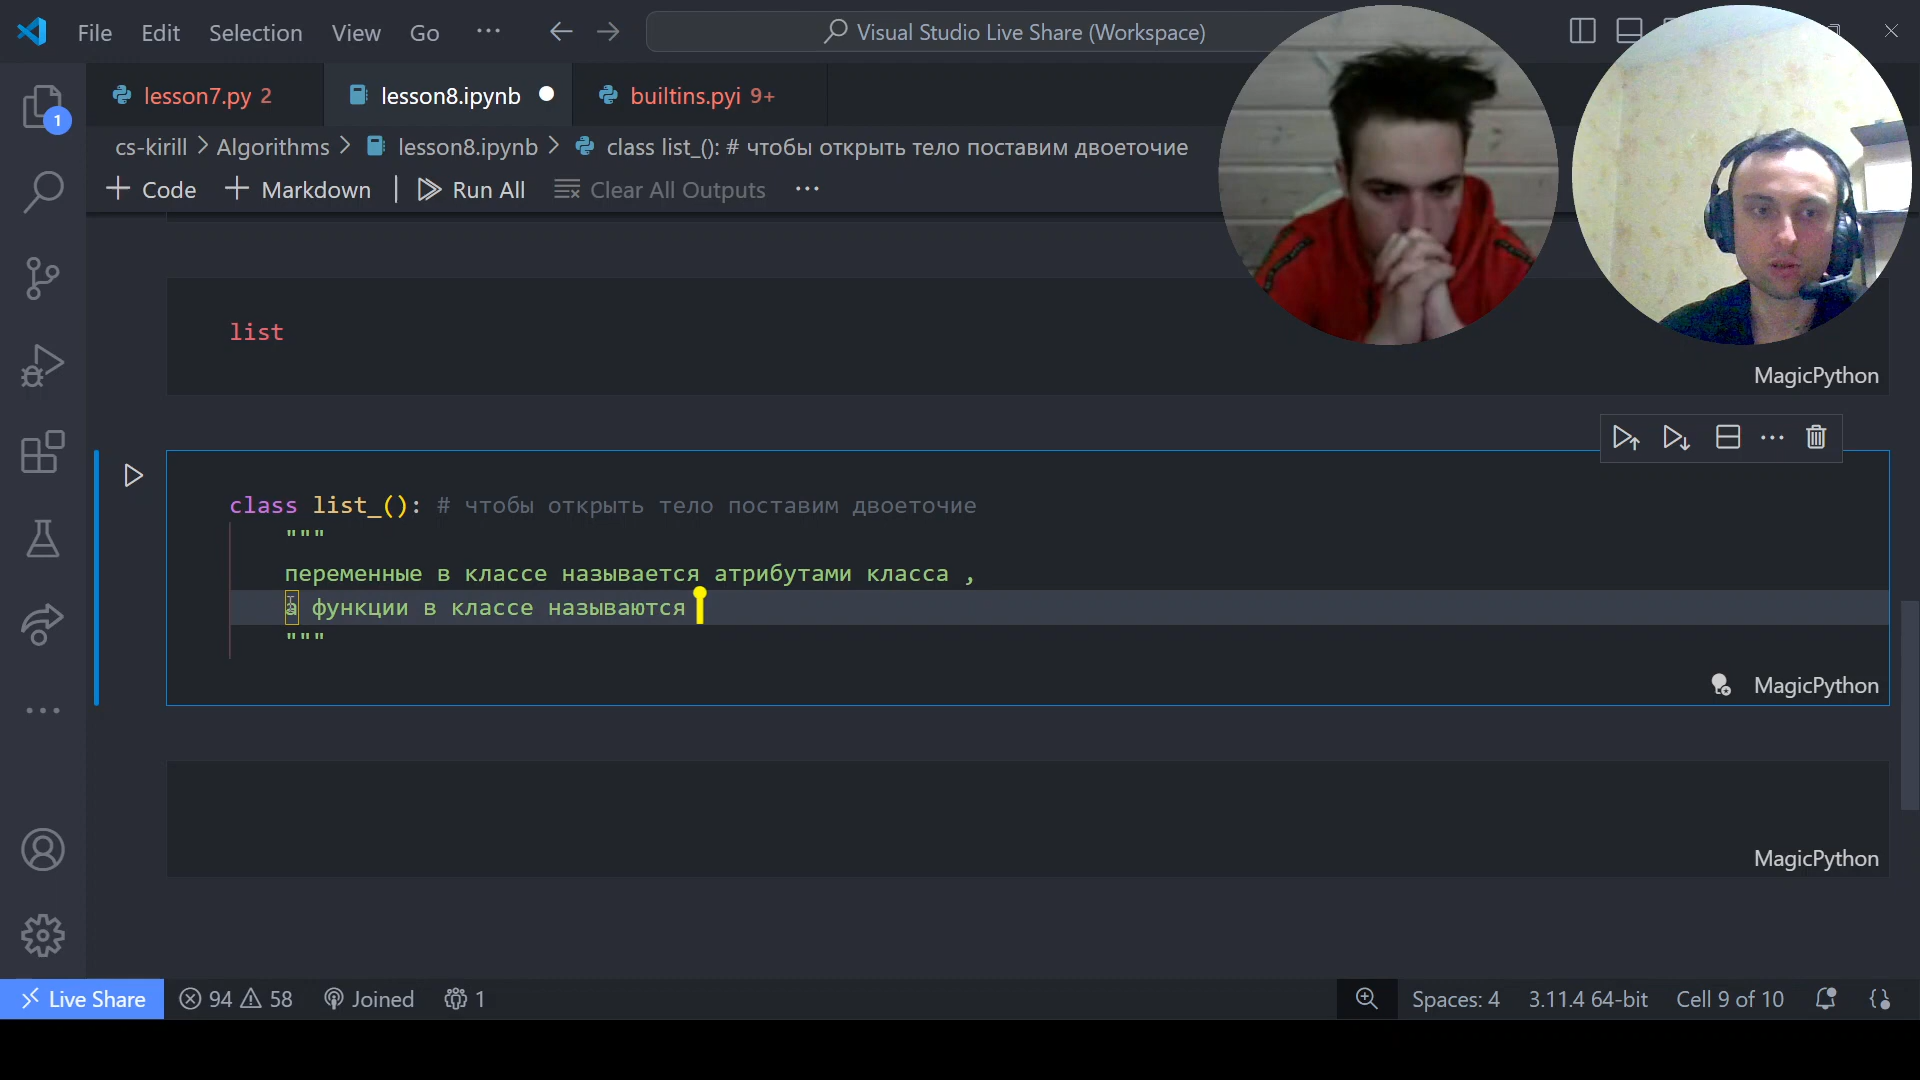 File Edit Selection View Go ··· Visual Studio Live Share (Workspace)
1
lesson7.py 2 lesson8.ipynb builtins.pyi 9+
cs-kirill > Algorithms > lesson8.ipynb > class list_(): # чтобы открыть тело поставим двоеточие
+ Code + Markdown | Run All Clear All Outputs ···
list
MagicPython
class list_(): # чтобы открыть тело поставим двоеточие
"""
переменные в классе называется атрибутами класса ,
а функции в классе называются
"""
MagicPython
MagicPython
Live Share 94 58 Joined 1 Spaces: 4 3.11.4 64-bit Cell 9 of 10